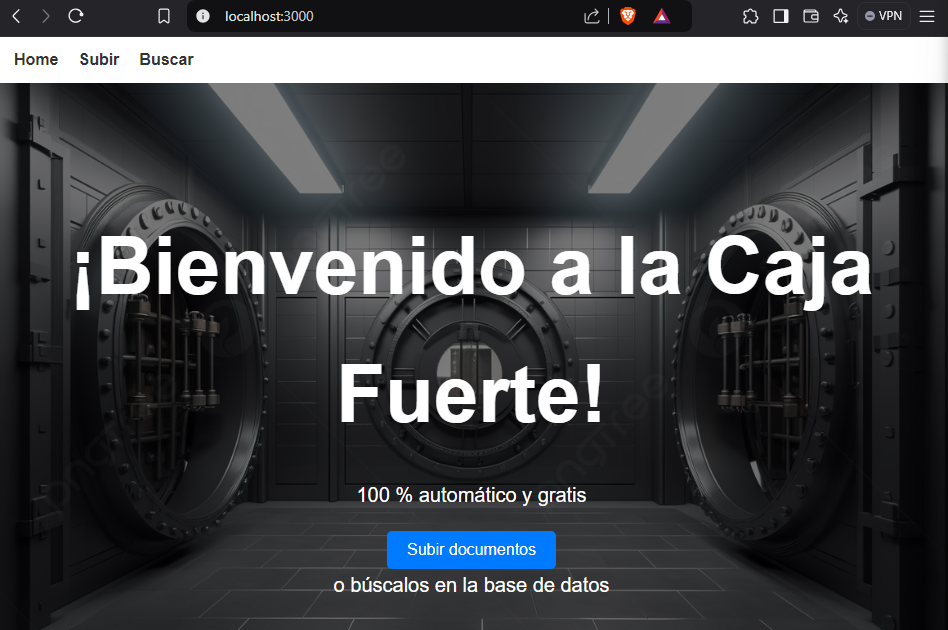 localhost:3000
VPN
Home Subir Buscar
¡Bienvenido a la Caja
Fuerte!
100 % automático y gratis
Subir documentos
o búscalos en la base de datos